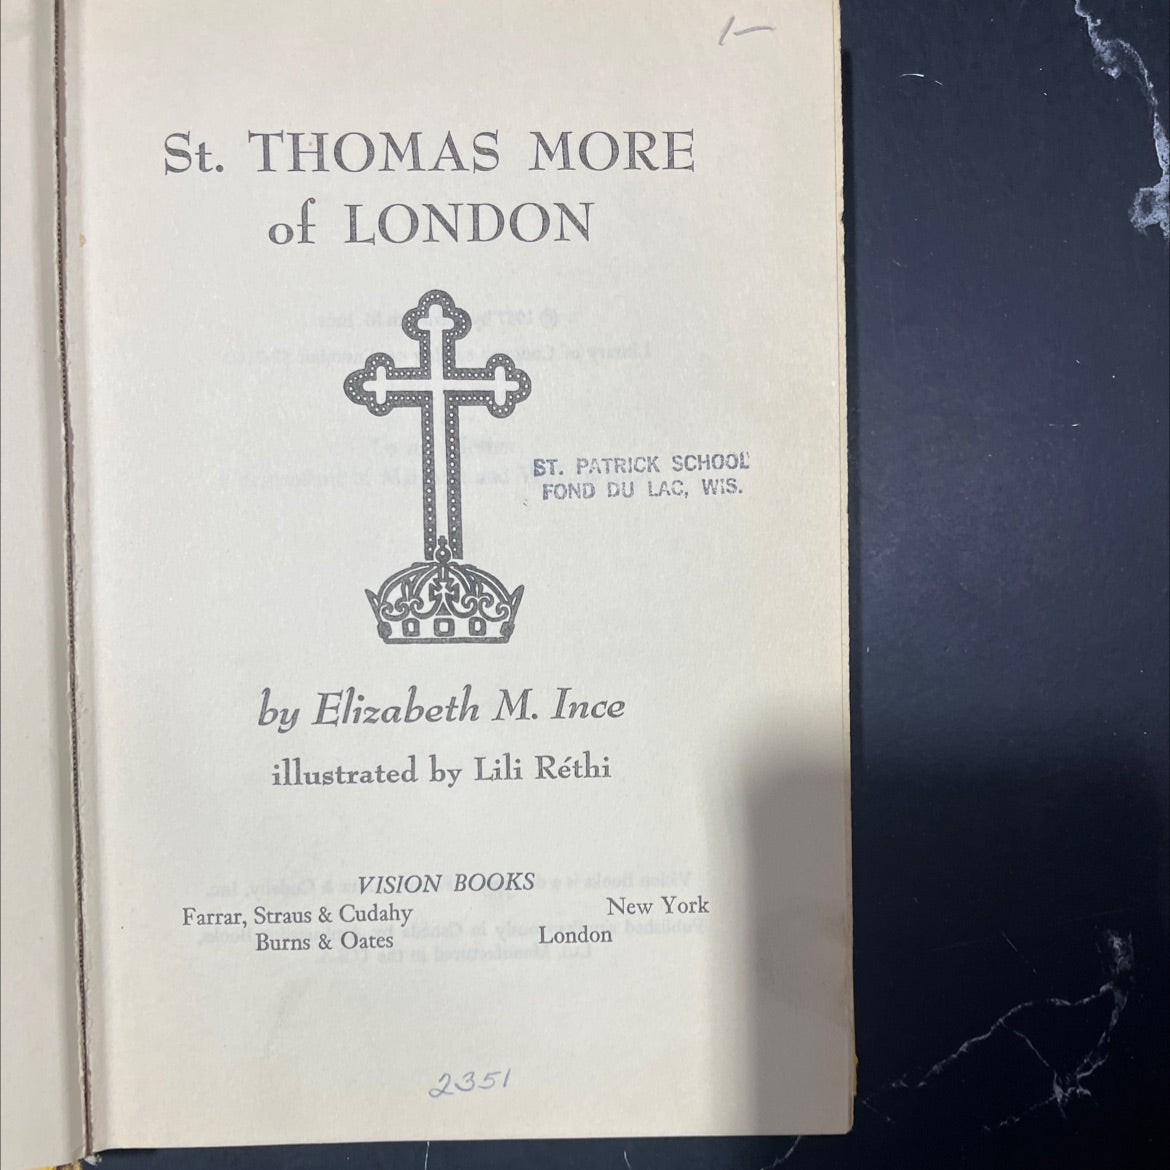 1—
St. THOMAS MORE
of LONDON
ST. PATRICK SCHOOL
FOND DU LAC, WIS.
by Elizabeth M. Ince
illustrated by Lili Réthi
VISION BOOKS
Farrar, Straus & Cudahy New York
Burns & Oates London
2351